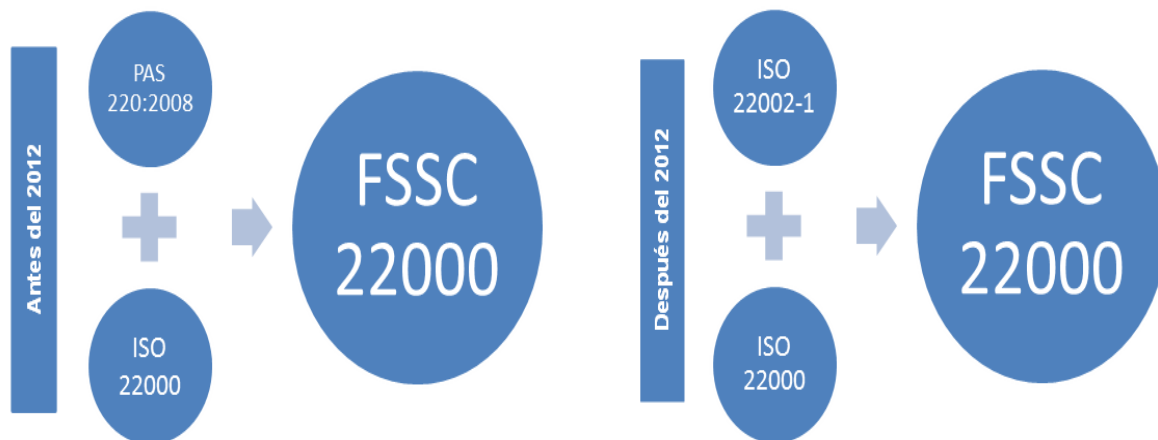 Antes del 2012
PAS
220:2008
ISO
22000
FSSC
22000
Después del 2012
ISO
22002-1
ISO
22000
FSSC
22000